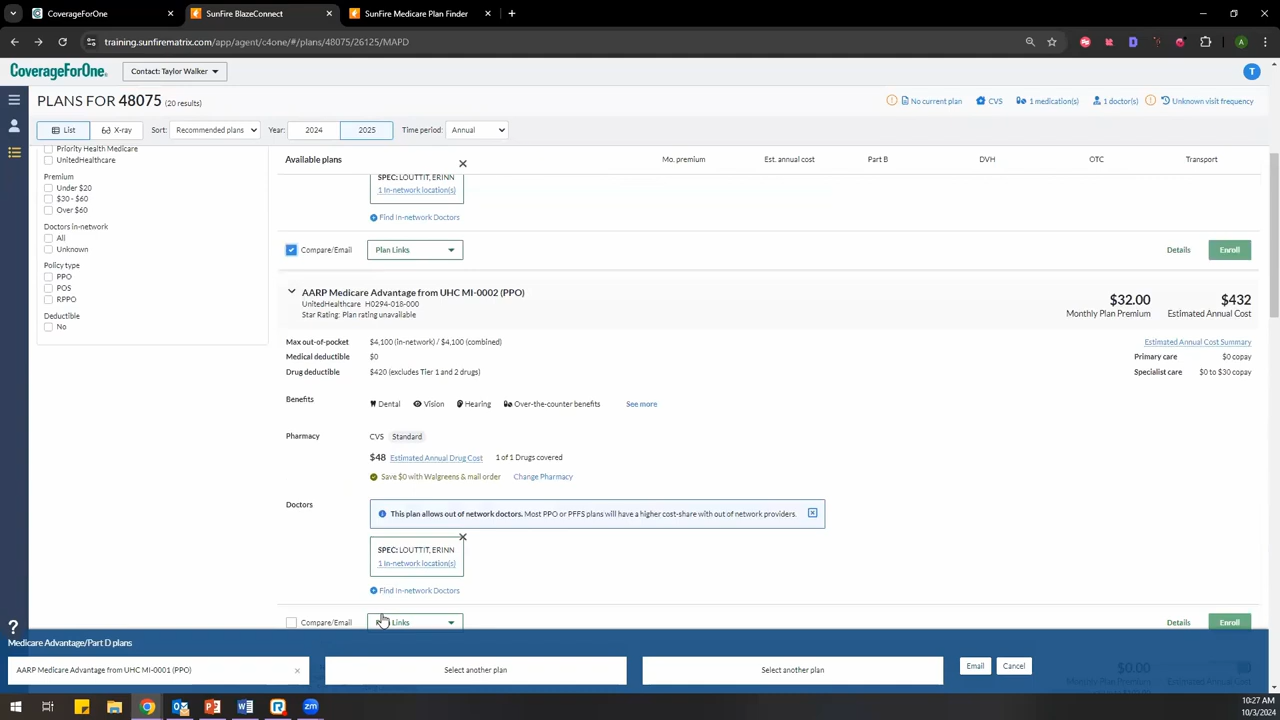 CoverageForOne
SunFire BlazeConnect
SunFire Medicare Plan Finder
training.sunfirematrix.com/app/agent/c4one/#/plans/48075/26125/MAPD
A
CoverageForOne.
Contact: Taylor Walker
T
PLANS FOR 48075 (20 results)
No current plan
CVS
1 medication(s)
1 doctor(s)
Unknown visit frequency
List
X-ray
Sort: Recommended plans
Year: 2024 2025
Time period: Annual
Priority Health Medicare
UnitedHealthcare
Premium
Under $20
$30 - $60
Over $60
Doctors in-network
All
Unknown
Policy type
PPO
POS
RPPO
Deductible
No
Available plans
Mo. premium
Est. annual cost
Part B
DVH
OTC
Transport
SPEC: LOUTTIT, ERINN
1 In-network location(s)
Find In-network Doctors
Compare/Email
Plan Links
Details
Enroll
AARP Medicare Advantage from UHC MI-0002 (PPO)
UnitedHealthcare H0294-018-000
Star Rating: Plan rating unavailable
$32.00
Monthly Plan Premium
$432
Estimated Annual Cost
Max out-of-pocket $4,100 (in-network) / $4,100 (combined)
Estimated Annual Cost Summary
Medical deductible $0
Primary care $0 copay
Drug deductible $420 (excludes Tier 1 and 2 drugs)
Specialist care $0 to $30 copay
Benefits Dental Vision Hearing Over-the-counter benefits See more
Pharmacy CVS Standard
$48 Estimated Annual Drug Cost 1 of 1 Drugs covered
Save $0 with Walgreens & mail order Change Pharmacy
Doctors
This plan allows out of network doctors. Most PPO or PFFS plans will have a higher cost-share with out of network providers.
SPEC: LOUTTIT, ERINN
1 In-network location(s)
Find In-network Doctors
Compare/Email
Links
Details
Enroll
Medicare Advantage/Part D plans
AARP Medicare Advantage from UHC MI-0001 (PPO)
Select another plan
Select another plan
Email
Cancel
$0.00
Monthly Plan Premium
Estimated Annual Cost
10:27 AM
10/3/2024